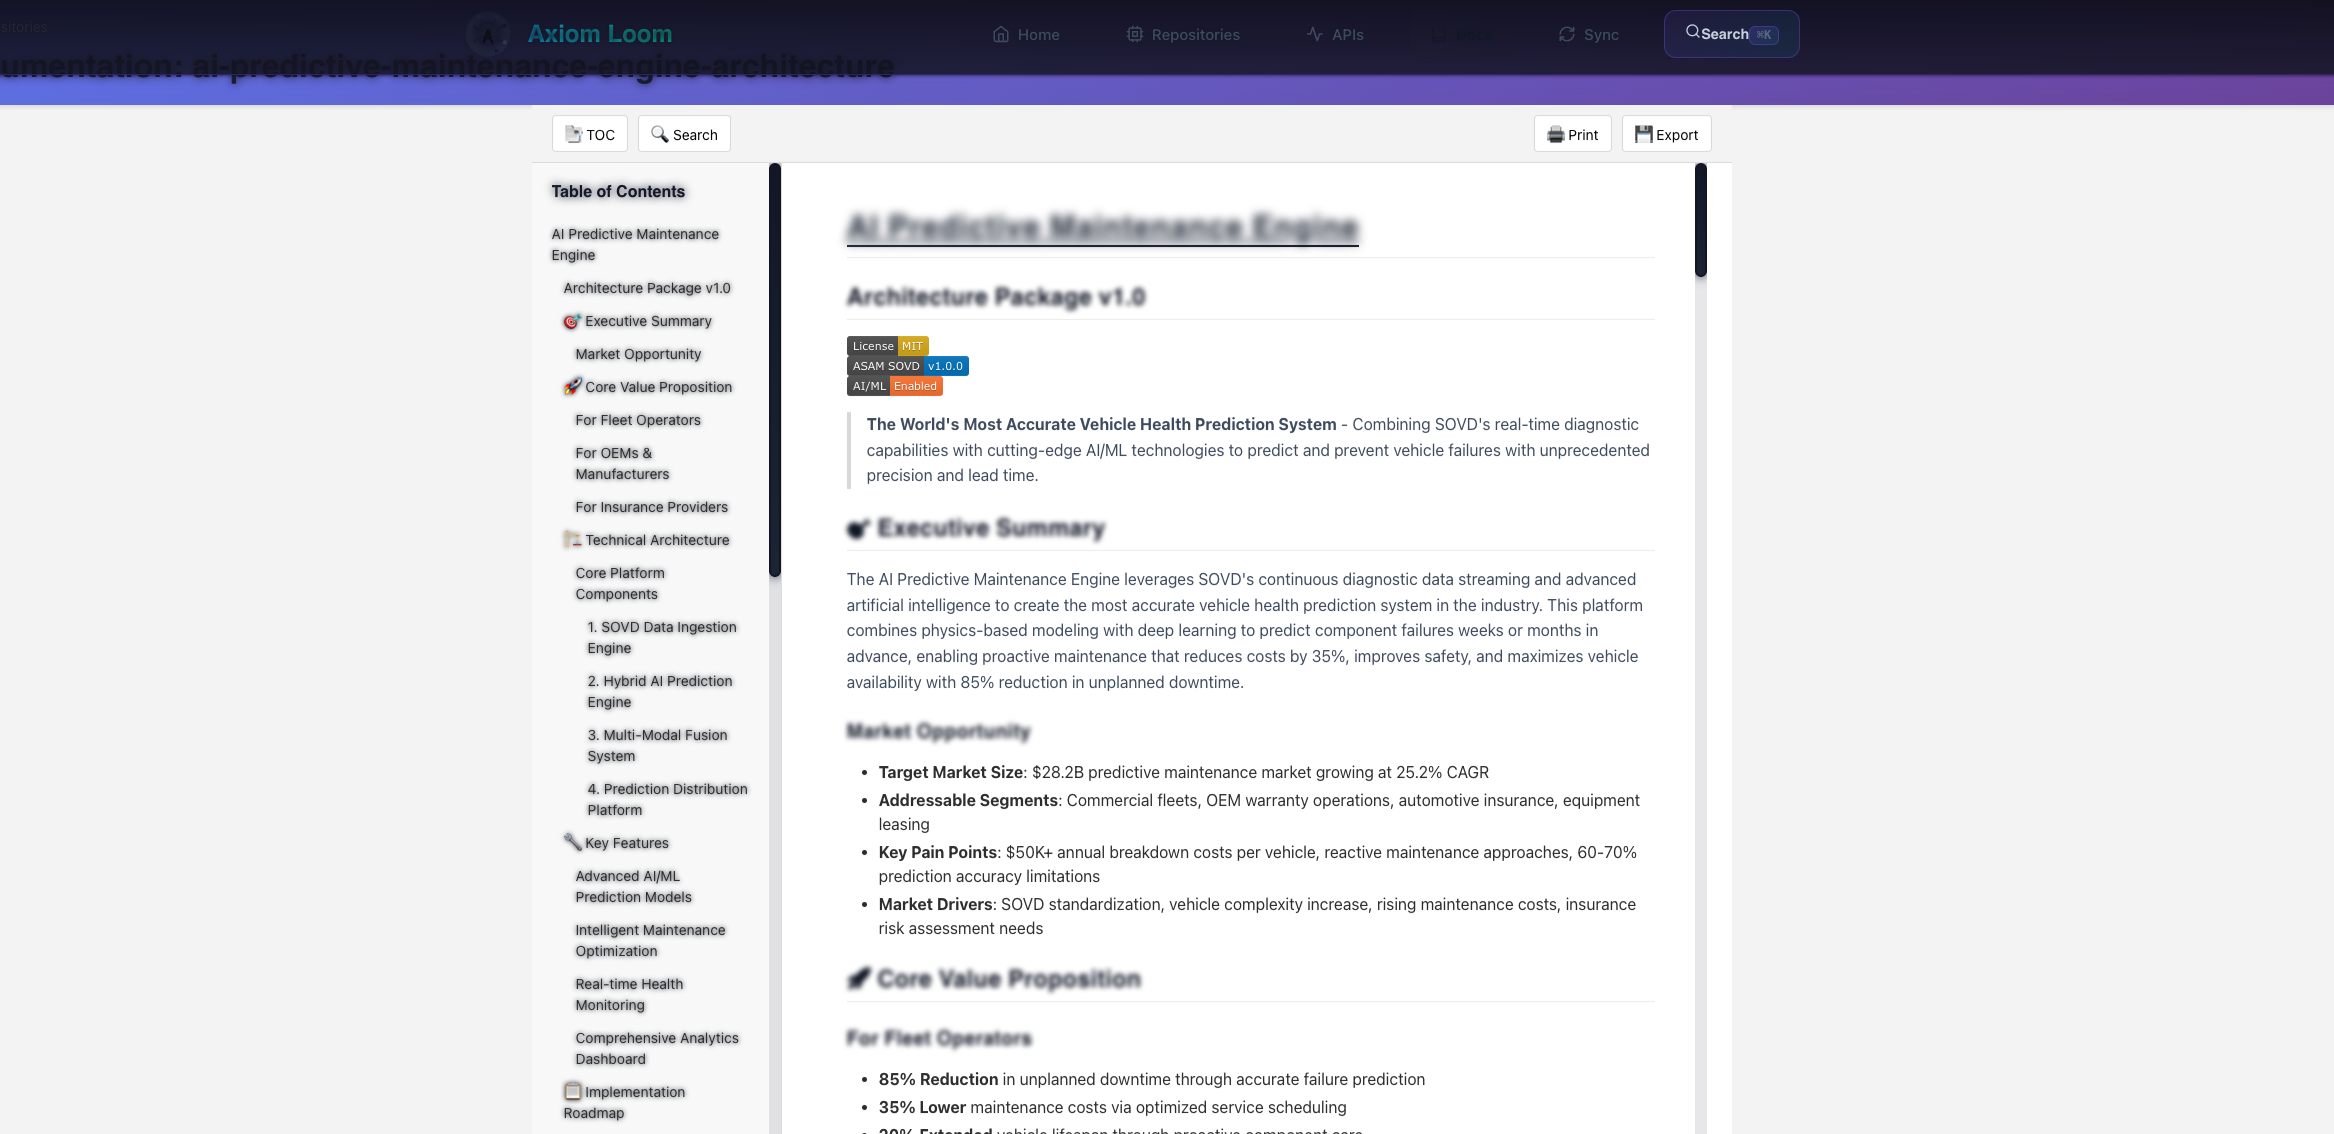 sitories
Axiom Loom
Home
Repositories
APIs
Docs
Sync
Search ⌘K
umentation: ai-predictive-maintenance-engine-architecture
TOC
Search
Print
Export
Table of Contents
AI Predictive Maintenance
Engine
Architecture Package v1.0
🎯 Executive Summary
Market Opportunity
🚀 Core Value Proposition
For Fleet Operators
For OEMs &
Manufacturers
For Insurance Providers
🏗️ Technical Architecture
Core Platform
Components
1. SOVD Data Ingestion
Engine
2. Hybrid AI Prediction
Engine
3. Multi-Modal Fusion
System
4. Prediction Distribution
Platform
🔧 Key Features
Advanced AI/ML
Prediction Models
Intelligent Maintenance
Optimization
Real-time Health
Monitoring
Comprehensive Analytics
Dashboard
📋 Implementation
Roadmap
AI Predictive Maintenance Engine
Architecture Package v1.0
License MIT
ASAM SOVD v1.0.0
AI/ML Enabled
The World's Most Accurate Vehicle Health Prediction System - Combining SOVD's real-time diagnostic
capabilities with cutting-edge AI/ML technologies to predict and prevent vehicle failures with unprecedented
precision and lead time.
🎯 Executive Summary
The AI Predictive Maintenance Engine leverages SOVD's continuous diagnostic data streaming and advanced
artificial intelligence to create the most accurate vehicle health prediction system in the industry. This platform
combines physics-based modeling with deep learning to predict component failures weeks or months in
advance, enabling proactive maintenance that reduces costs by 35%, improves safety, and maximizes vehicle
availability with 85% reduction in unplanned downtime.
Market Opportunity
• Target Market Size: $28.2B predictive maintenance market growing at 25.2% CAGR
• Addressable Segments: Commercial fleets, OEM warranty operations, automotive insurance, equipment
leasing
• Key Pain Points: $50K+ annual breakdown costs per vehicle, reactive maintenance approaches, 60-70%
prediction accuracy limitations
• Market Drivers: SOVD standardization, vehicle complexity increase, rising maintenance costs, insurance
risk assessment needs
🚀 Core Value Proposition
For Fleet Operators
• 85% Reduction in unplanned downtime through accurate failure prediction
• 35% Lower maintenance costs via optimized service scheduling
• 20% Extended vehicle lifespan through proactive component care